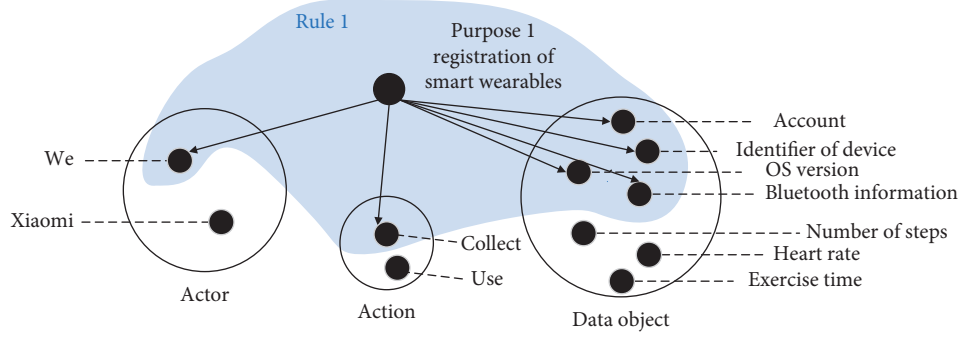 Rule 1
Purpose 1
registration of
smart wearables
We
Xiaomi
Actor
Collect
Use
Action
Account
Identifier of device
OS version
Bluetooth information
Number of steps
Heart rate
Exercise time
Data object